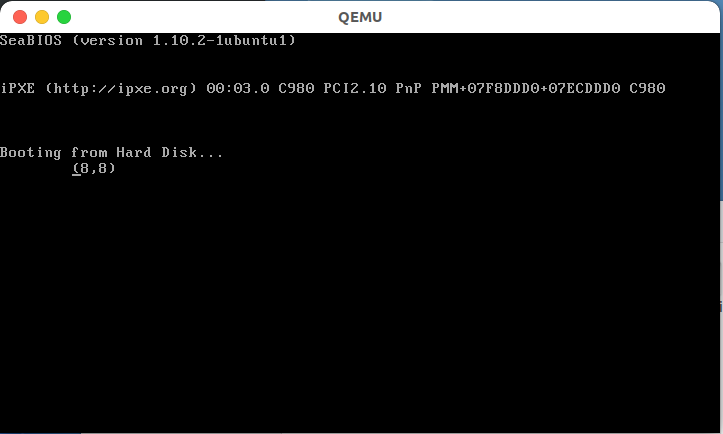 QEMU
SeaBIOS (version 1.10.2-1ubuntu1)
iPXE (http://ipxe.org) 00:03.0 C980 PCI2.10 PnP PMM+07F8DDD0+07ECDDD0 C980
Booting from Hard Disk...
(8,8)